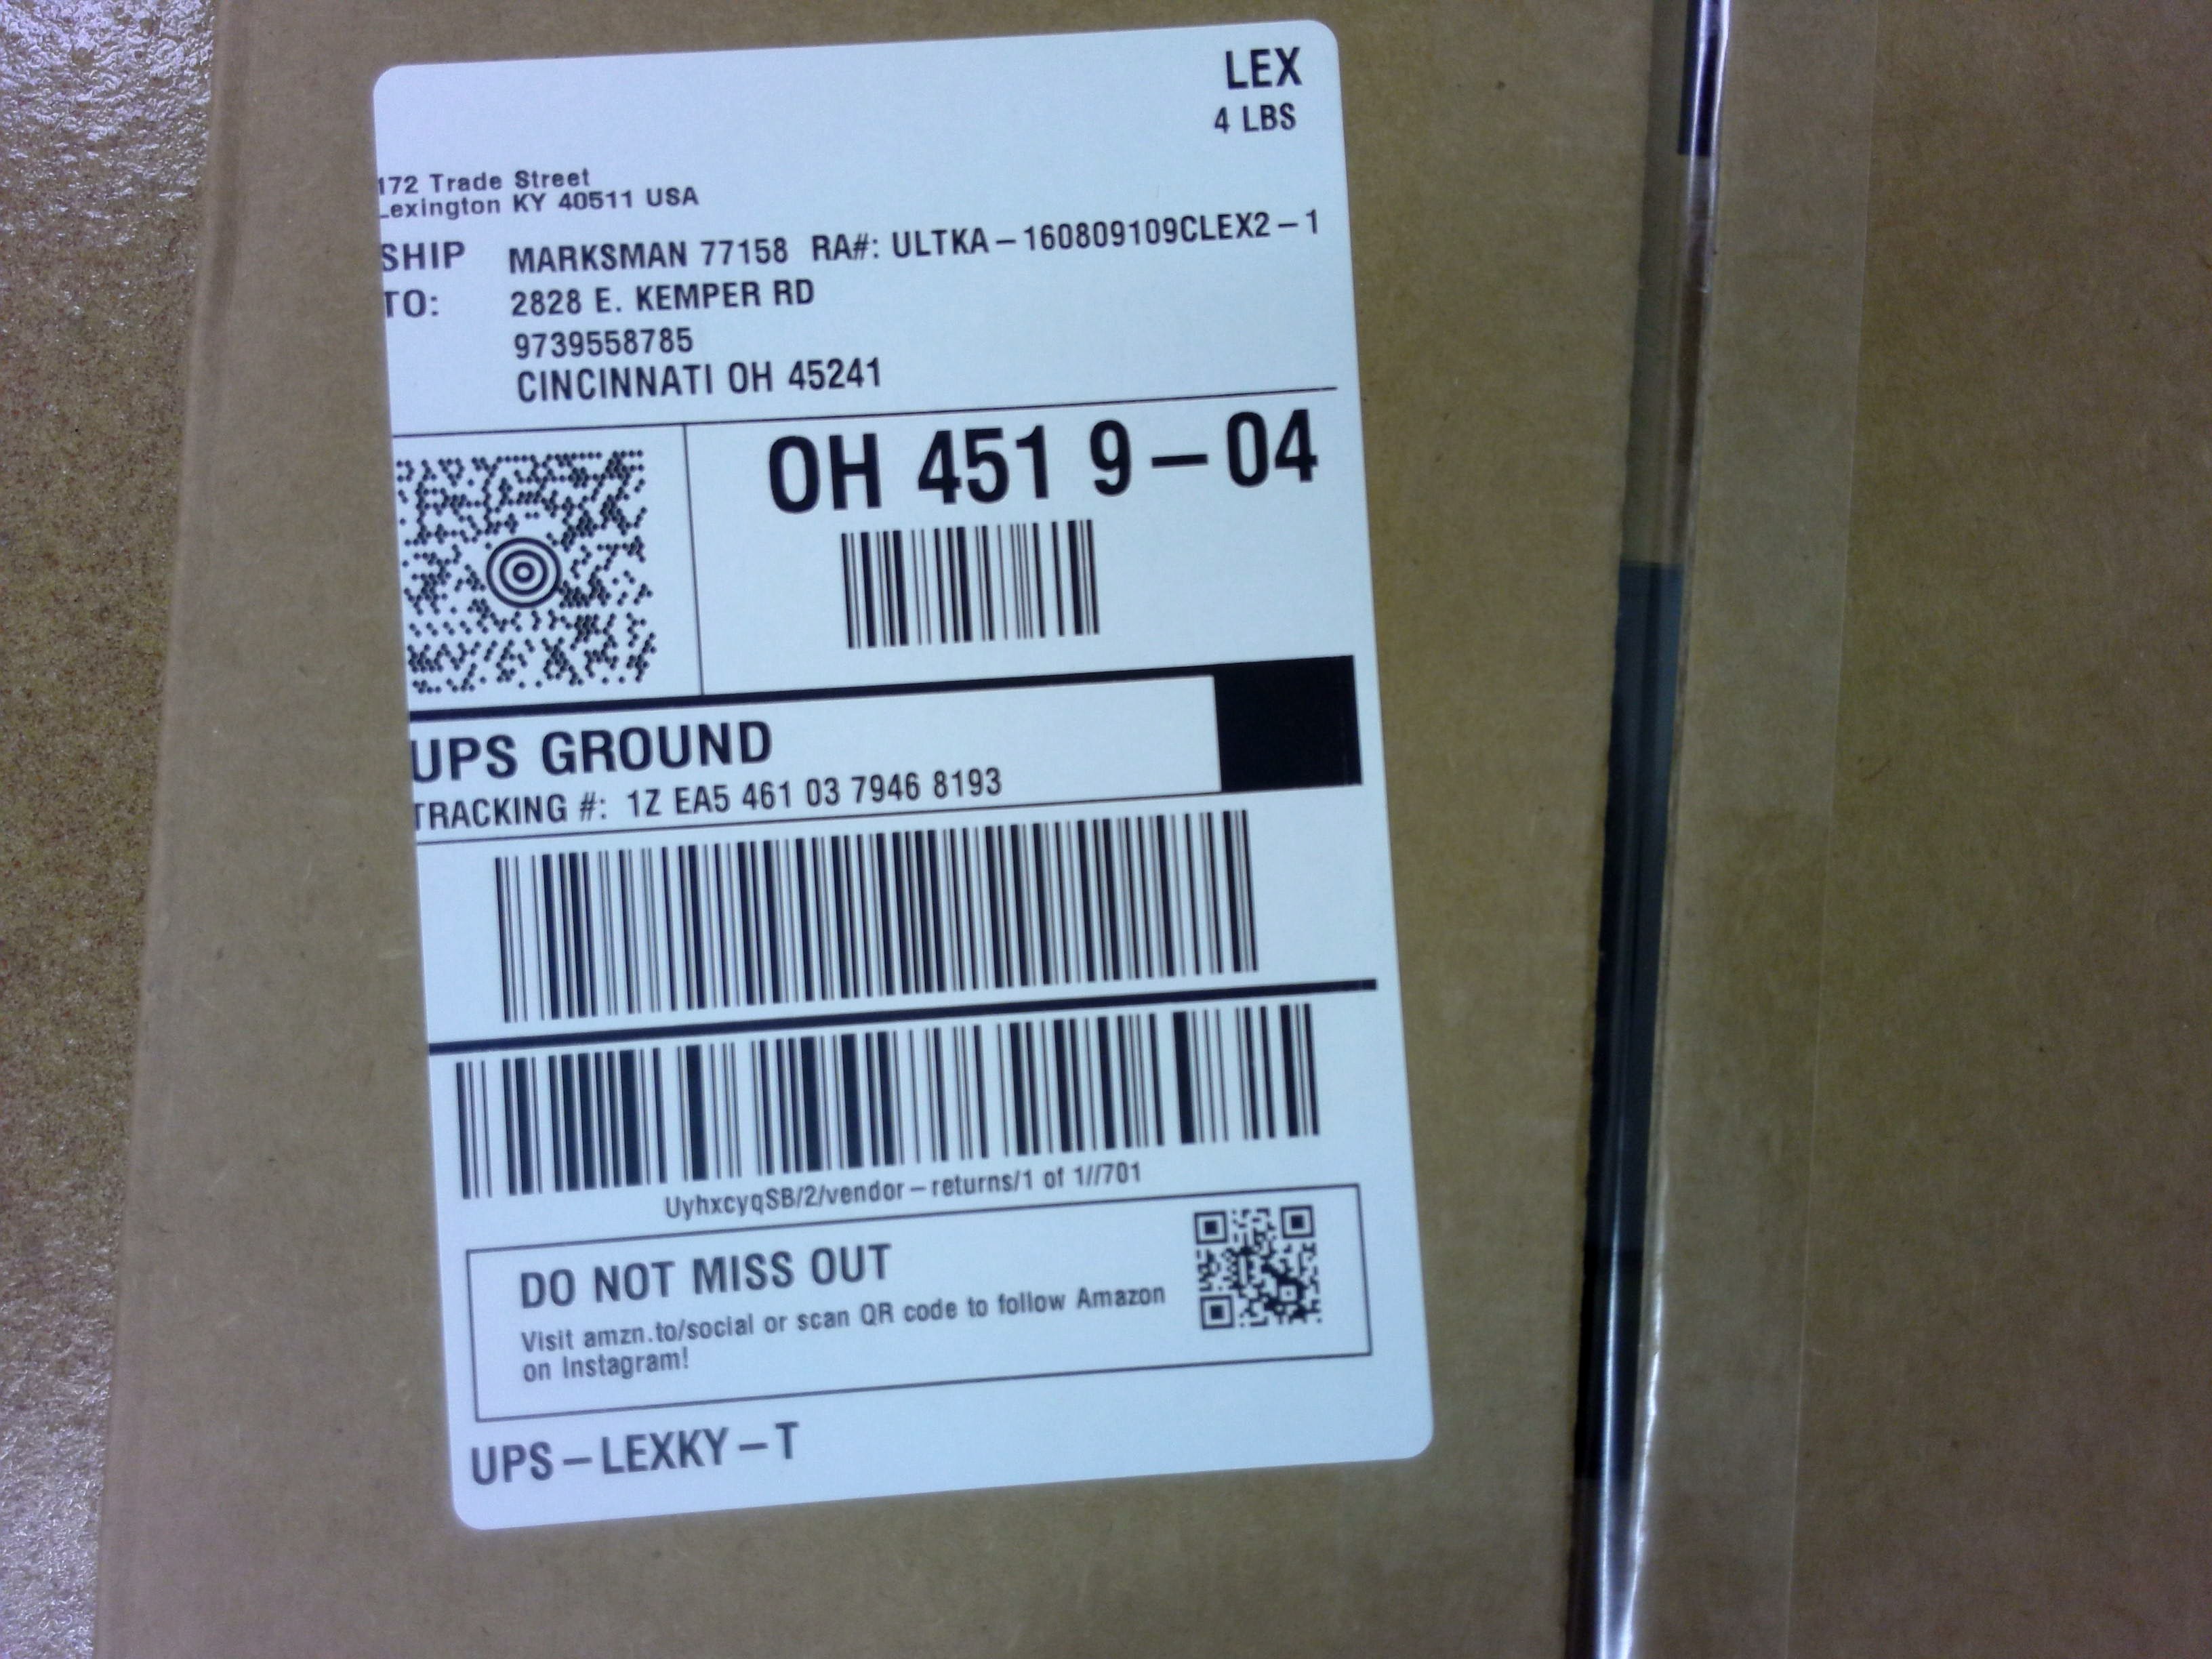 LEX
4 LBS
172 Trade Street
Lexington KY 40511 USA
SHIP TO:
MARKSMAN 77158 RA#: ULTKA-160809109CLEX2-1
2828 E. KEMPER RD
9739558785
CINCINNATI OH 45241
OH 451 9-04
UPS GROUND
TRACKING #: 1Z EA5 461 03 7946 8193
UyhxcyqSB/2/vendor-returns/1 of 1//701
DO NOT MISS OUT
Visit amzn.to/social or scan QR code to follow Amazon
on Instagram!
UPS-LEXKY-T